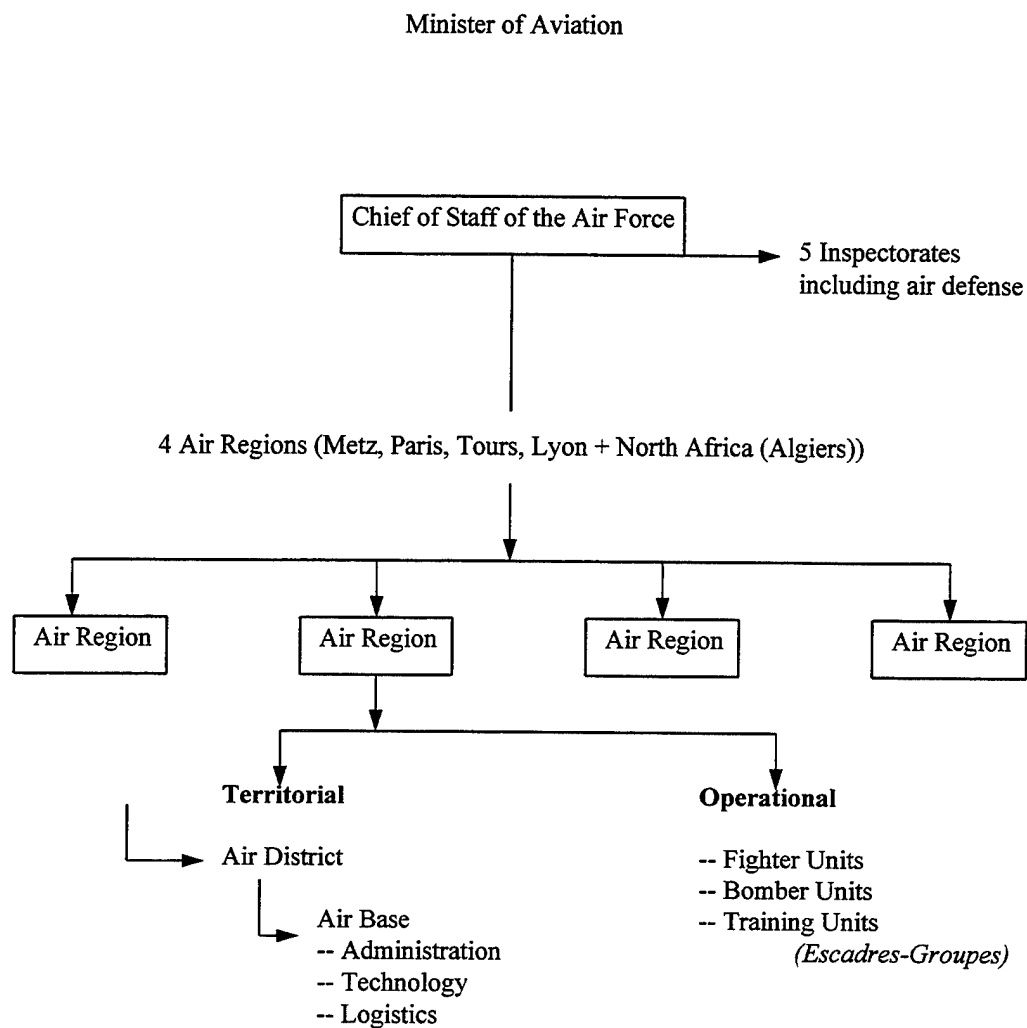 Minister of Aviation
Chief of Staff of the Air Force
5 Inspectorates
including air defense
4 Air Regions (Metz, Paris, Tours, Lyon + North Africa (Algiers))
Air Region
Air Region
Air Region
Air Region
Territorial
Air District
Air Base
-- Administration
-- Technology
-- Logistics
Operational
-- Fighter Units
-- Bomber Units
-- Training Units
(Escadres-Groupes)